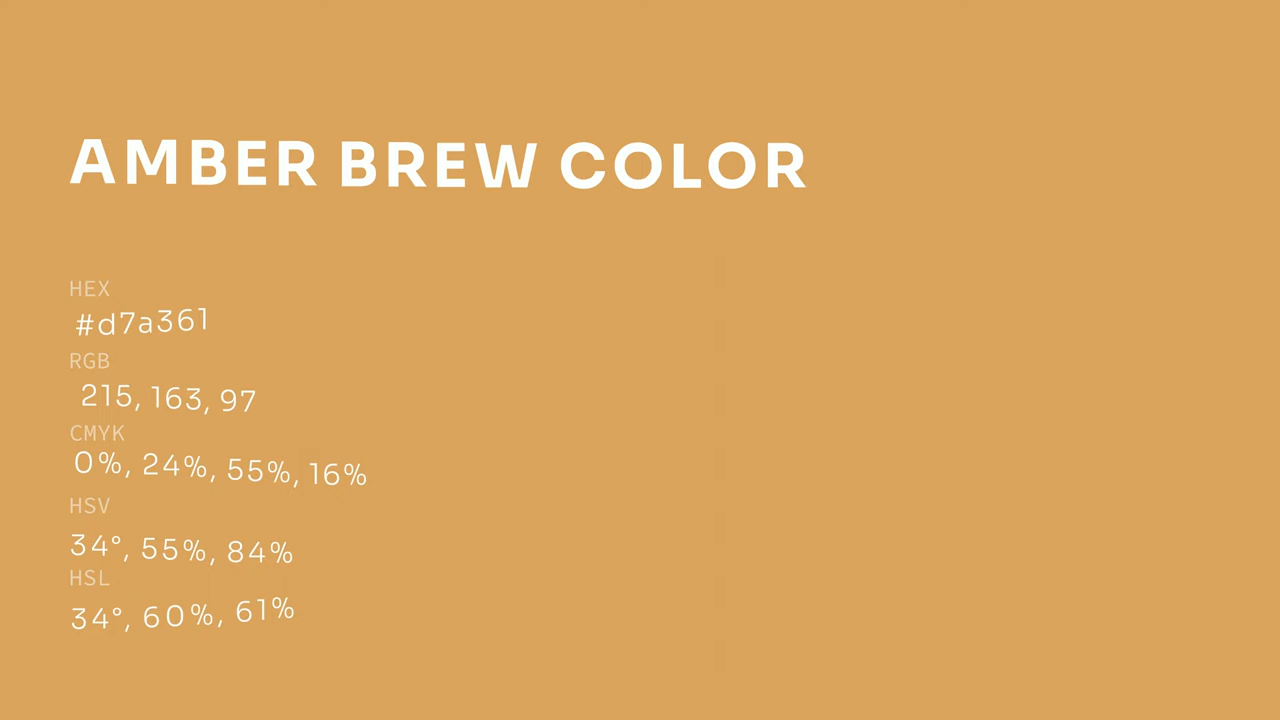 AMBER BREW COLOR
HEX
#d7a361
RGB
215, 163, 97
CMYK
0%, 24%, 55%, 16%
HSV
34°, 55%, 84%
HSL
34°, 60%, 61%